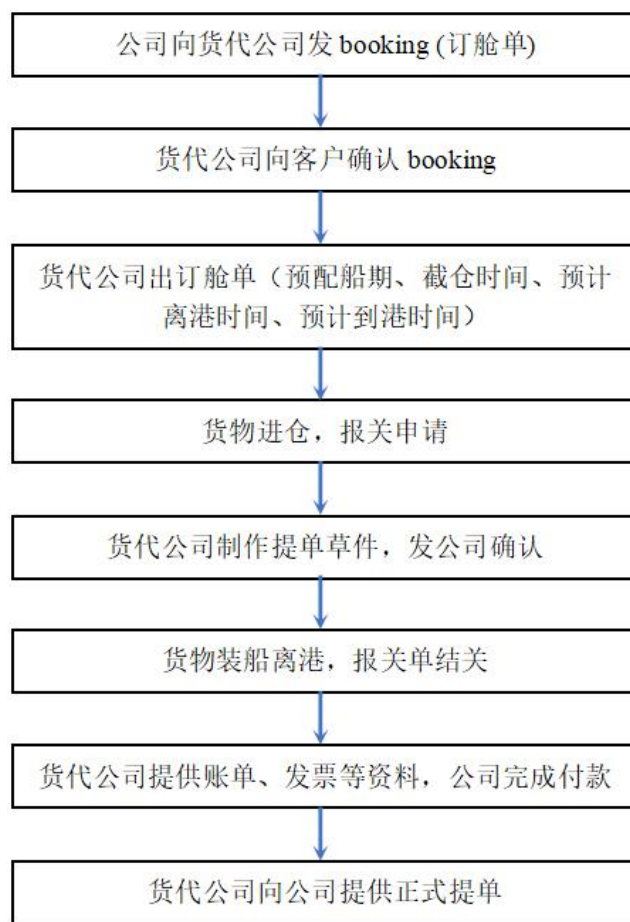 公司向货代公司发 booking (订舱单)
货代公司向客户确认 booking
货代公司出订舱单（预配船期、截仓时间、预计
离港时间、预计到港时间）
货物进仓，报关申请
货代公司制作提单草件，发公司确认
货物装船离港，报关单结关
货代公司提供账单、发票等资料，公司完成付款
货代公司向公司提供正式提单